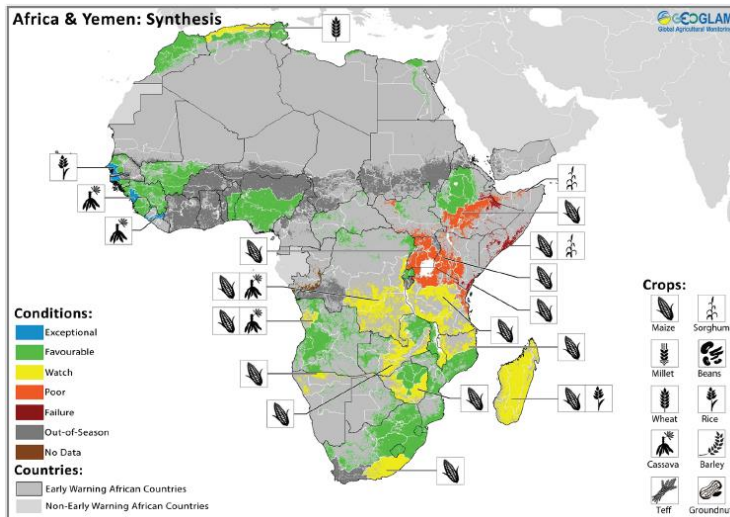 Africa & Yemen: Synthesis
GEOGLAM
Global Agricultural Monitoring
Conditions:
Exceptional
Favourable
Watch
Poor
Failure
Out-of-Season
No Data
Countries:
Early Warning African Countries
Non-Early Warning African Countries
Crops:
Maize
Sorghum
Millet
Beans
Wheat
Rice
Cassava
Barley
Teff
Groundnut